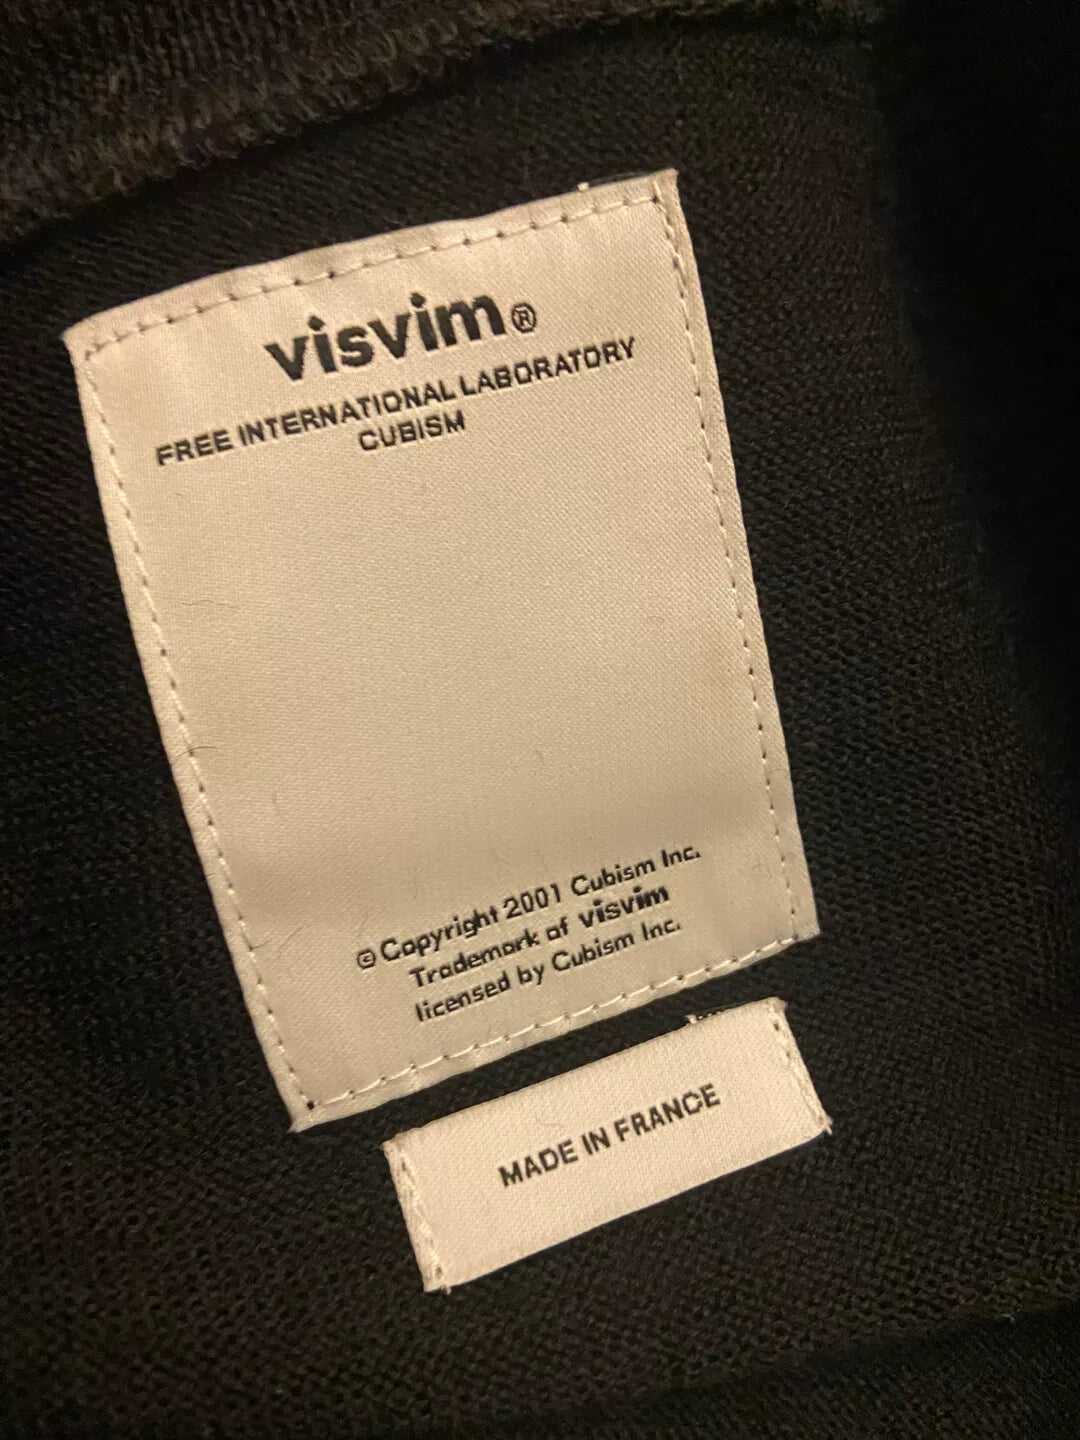 visvim®
FREE INTERNATIONAL LABORATORY
CUBISM
© Copyright 2001 Cubism Inc.
Trademark of visvim
licensed by Cubism Inc.
MADE IN FRANCE